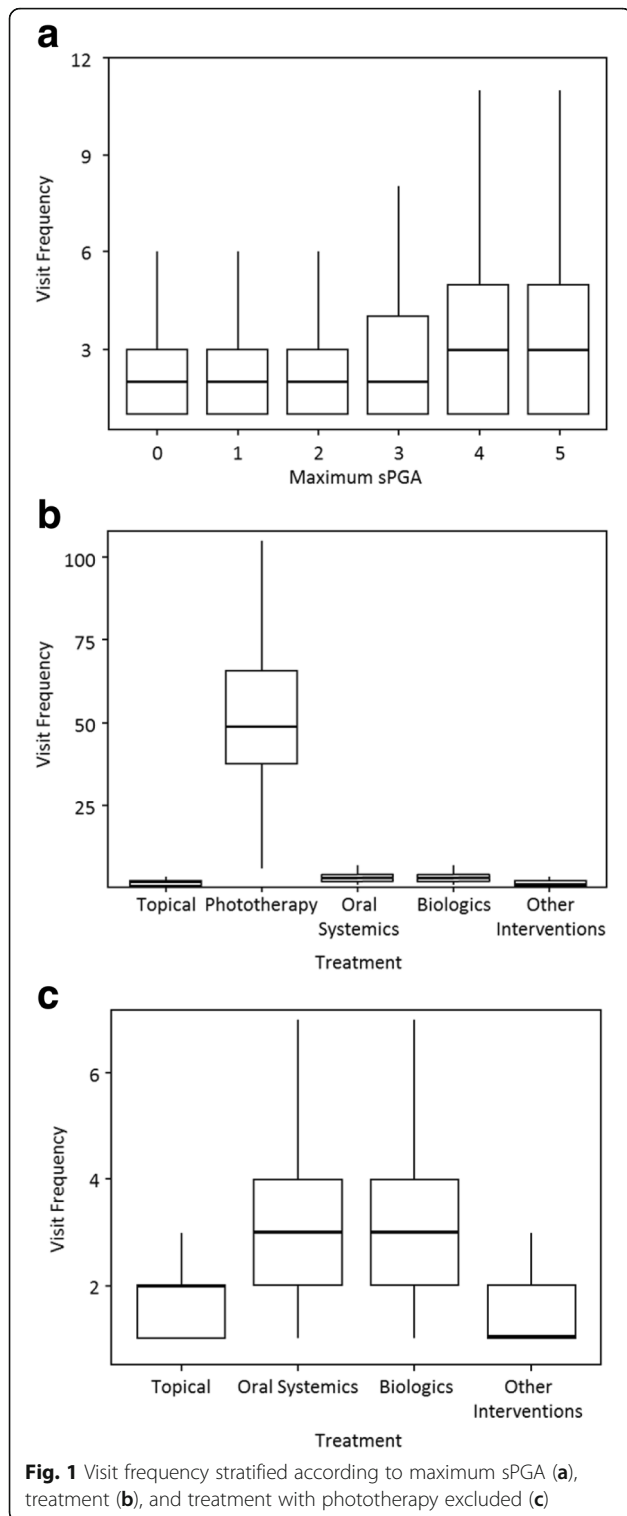 a
12
9
6
3
Visit Frequency
0 1 2 3 4 5
Maximum sPGA
b
100
75
50
25
Visit Frequency
Topical Phototherapy Oral Systemics Biologics Other Interventions
Treatment
c
6
4
2
Visit Frequency
Topical Oral Systemics Biologics Other Interventions
Treatment
Fig. 1 Visit frequency stratified according to maximum sPGA (a),
treatment (b), and treatment with phototherapy excluded (c)